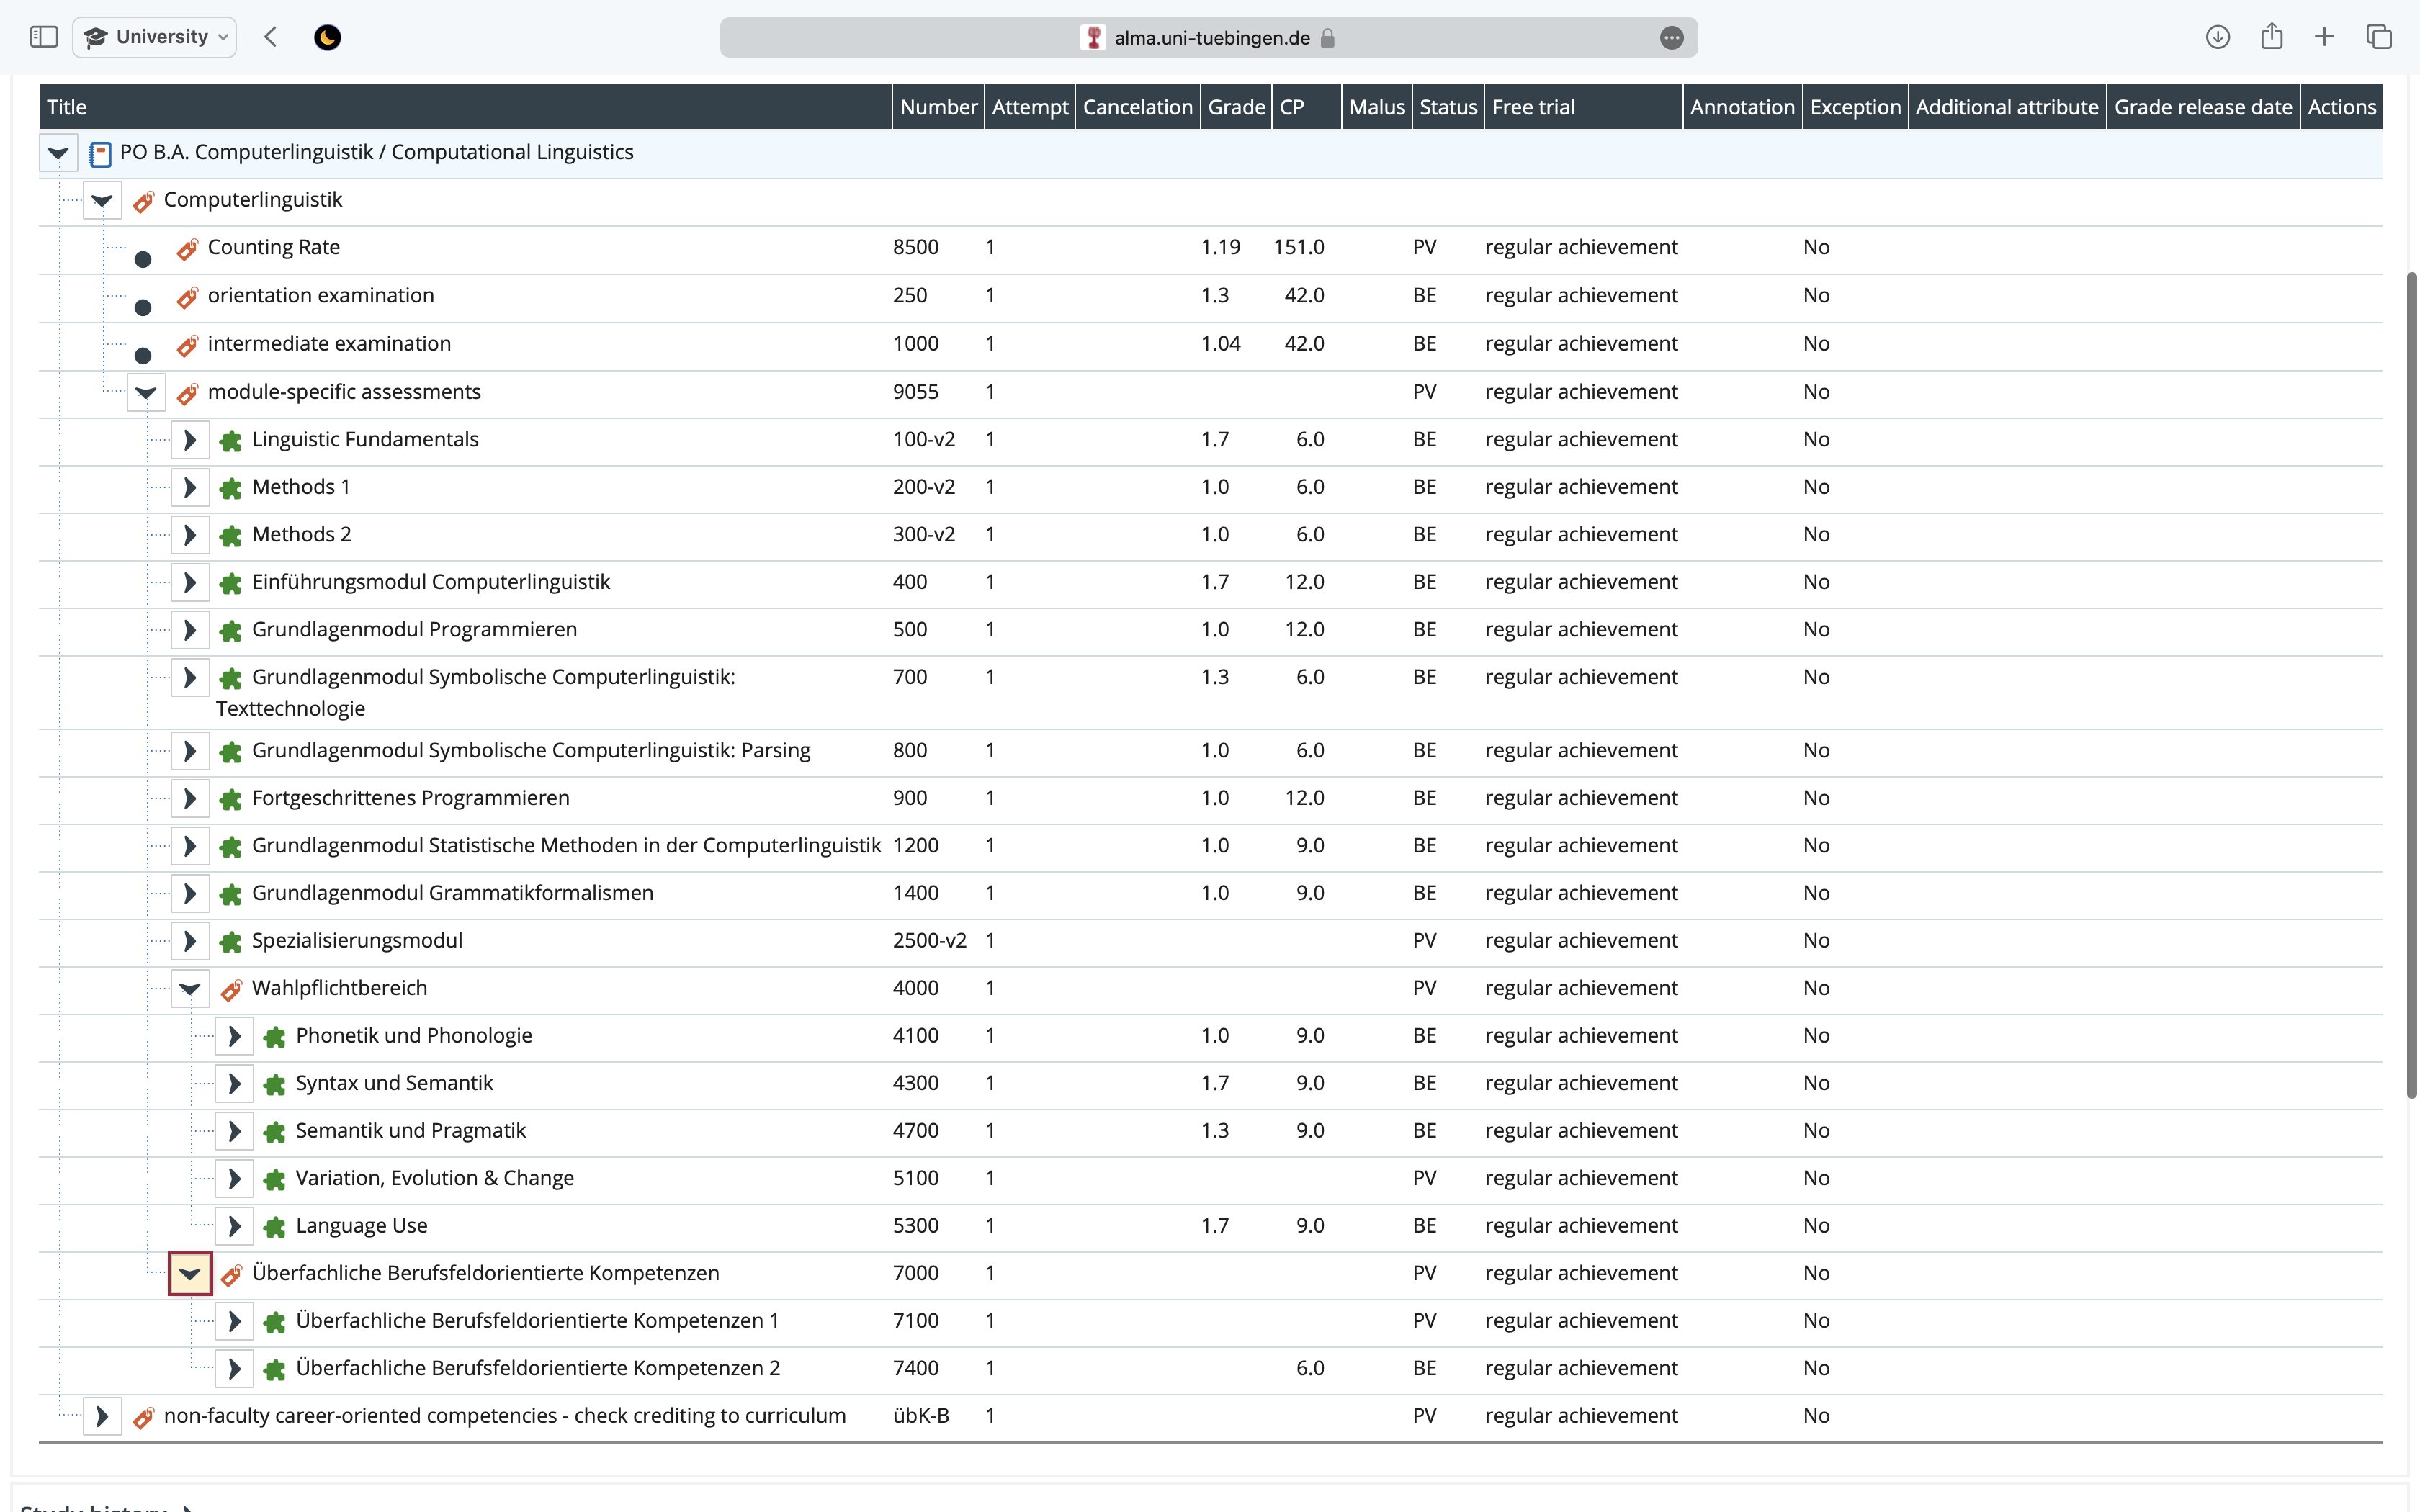 University
alma.uni-tuebingen.de
Title Number Attempt Cancelation Grade CP Malus Status Free trial Annotation Exception Additional attribute Grade release date Actions
PO B.A. Computerlinguistik / Computational Linguistics
Computerlinguistik
Counting Rate 8500 1 1.19 151.0 PV regular achievement No
orientation examination 250 1 1.3 42.0 BE regular achievement No
intermediate examination 1000 1 1.04 42.0 BE regular achievement No
module-specific assessments 9055 1 PV regular achievement No
Linguistic Fundamentals 100-v2 1 1.7 6.0 BE regular achievement No
Methods 1 200-v2 1 1.0 6.0 BE regular achievement No
Methods 2 300-v2 1 1.0 6.0 BE regular achievement No
Einführungsmodul Computerlinguistik 400 1 1.7 12.0 BE regular achievement No
Grundlagenmodul Programmieren 500 1 1.0 12.0 BE regular achievement No
Grundlagenmodul Symbolische Computerlinguistik: 700 1 1.3 6.0 BE regular achievement No
Texttechnologie
Grundlagenmodul Symbolische Computerlinguistik: Parsing 800 1 1.0 6.0 BE regular achievement No
Fortgeschrittenes Programmieren 900 1 1.0 12.0 BE regular achievement No
Grundlagenmodul Statistische Methoden in der Computerlinguistik 1200 1 1.0 9.0 BE regular achievement No
Grundlagenmodul Grammatikformalismen 1400 1 1.0 9.0 BE regular achievement No
Spezialisierungsmodul 2500-v2 1 PV regular achievement No
Wahlpflichtbereich 4000 1 PV regular achievement No
Phonetik und Phonologie 4100 1 1.0 9.0 BE regular achievement No
Syntax und Semantik 4300 1 1.7 9.0 BE regular achievement No
Semantik und Pragmatik 4700 1 1.3 9.0 BE regular achievement No
Variation, Evolution & Change 5100 1 PV regular achievement No
Language Use 5300 1 1.7 9.0 BE regular achievement No
Überfachliche Berufsfeldorientierte Kompetenzen 7000 1 PV regular achievement No
Überfachliche Berufsfeldorientierte Kompetenzen 1 7100 1 PV regular achievement No
Überfachliche Berufsfeldorientierte Kompetenzen 2 7400 1 6.0 BE regular achievement No
non-faculty career-oriented competencies - check crediting to curriculum übK-B 1 PV regular achievement No
Study history